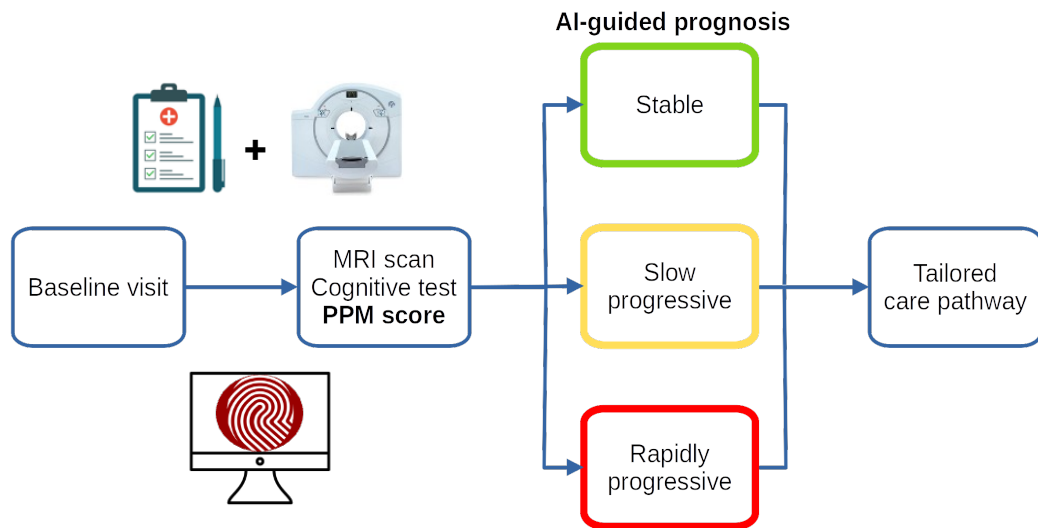 AI-guided prognosis
Stable
Baseline visit
MRI scan
Cognitive test
PPM score
Slow
progressive
Tailored
care pathway
Rapidly
progressive